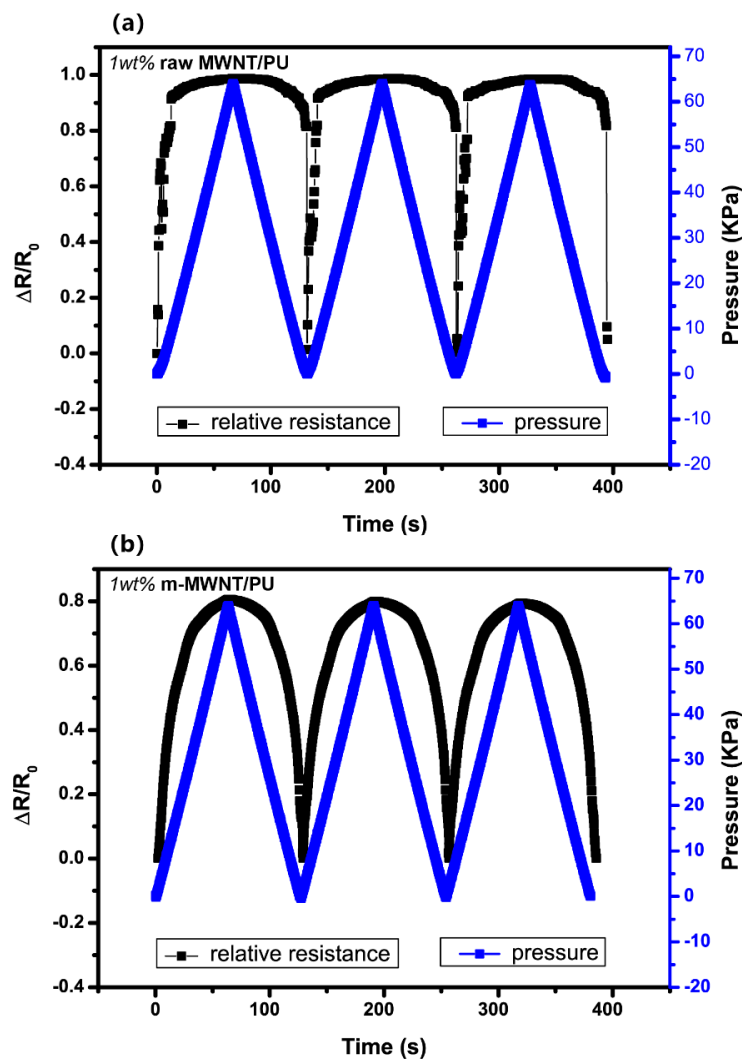 (a)
1wt% raw MWNT/PU
1.0
0.8
0.6
0.4
0.2
0.0
-0.2
-0.4
ΔR/R0
70
60
50
40
30
20
10
0
-10
-20
Pressure (KPa)
relative resistance
pressure
0 100 200 300 400
Time (s)
(b)
1wt% m-MWNT/PU
0.8
0.6
0.4
0.2
0.0
-0.2
-0.4
ΔR/R0
70
60
50
40
30
20
10
0
-10
-20
Pressure (KPa)
relative resistance
pressure
0 100 200 300 400
Time (s)